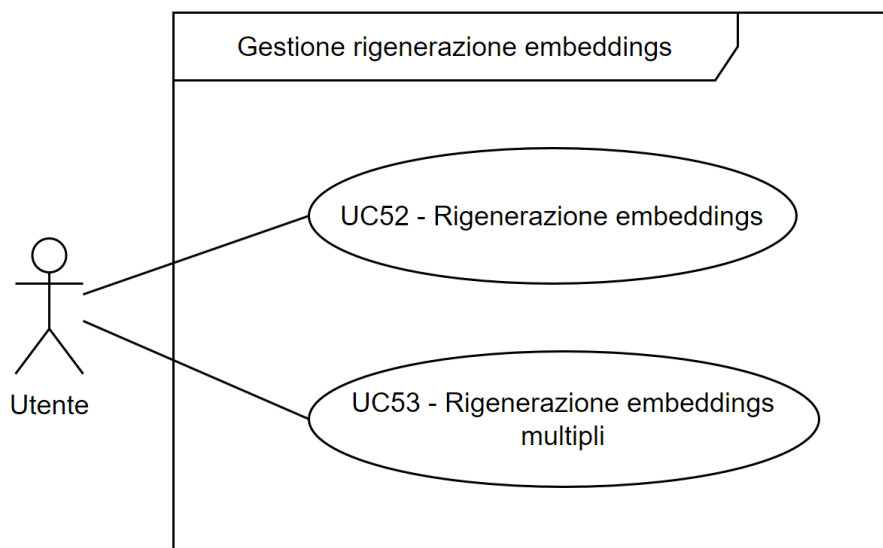 Gestione rigenerazione embeddings
UC52 - Rigenerazione embeddings
Utente
UC53 - Rigenerazione embeddings
multipli